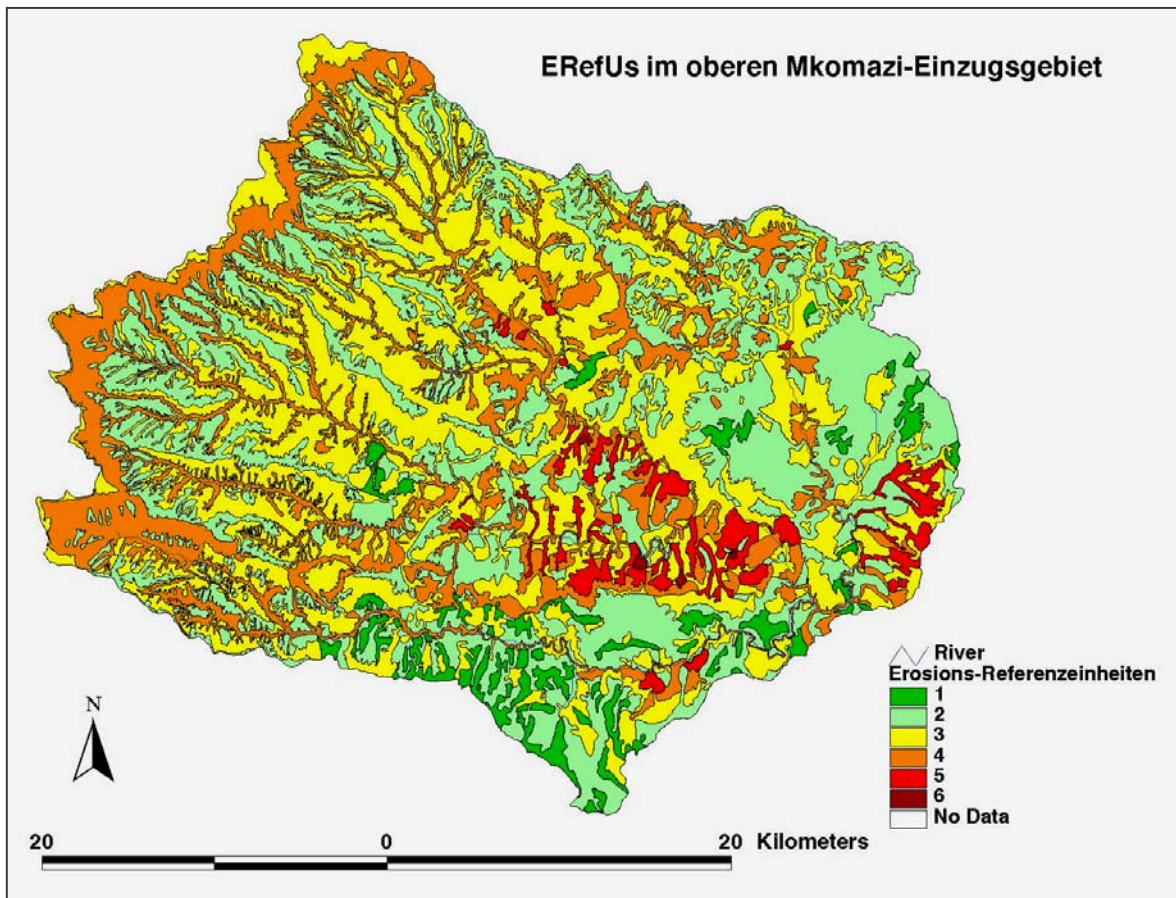 ERefUs im oberen Mkomazi-Einzugsgebiet
River
Erosions-Referenzeinheiten
1
2
3
4
5
6
No Data
N
20 0 20 Kilometers